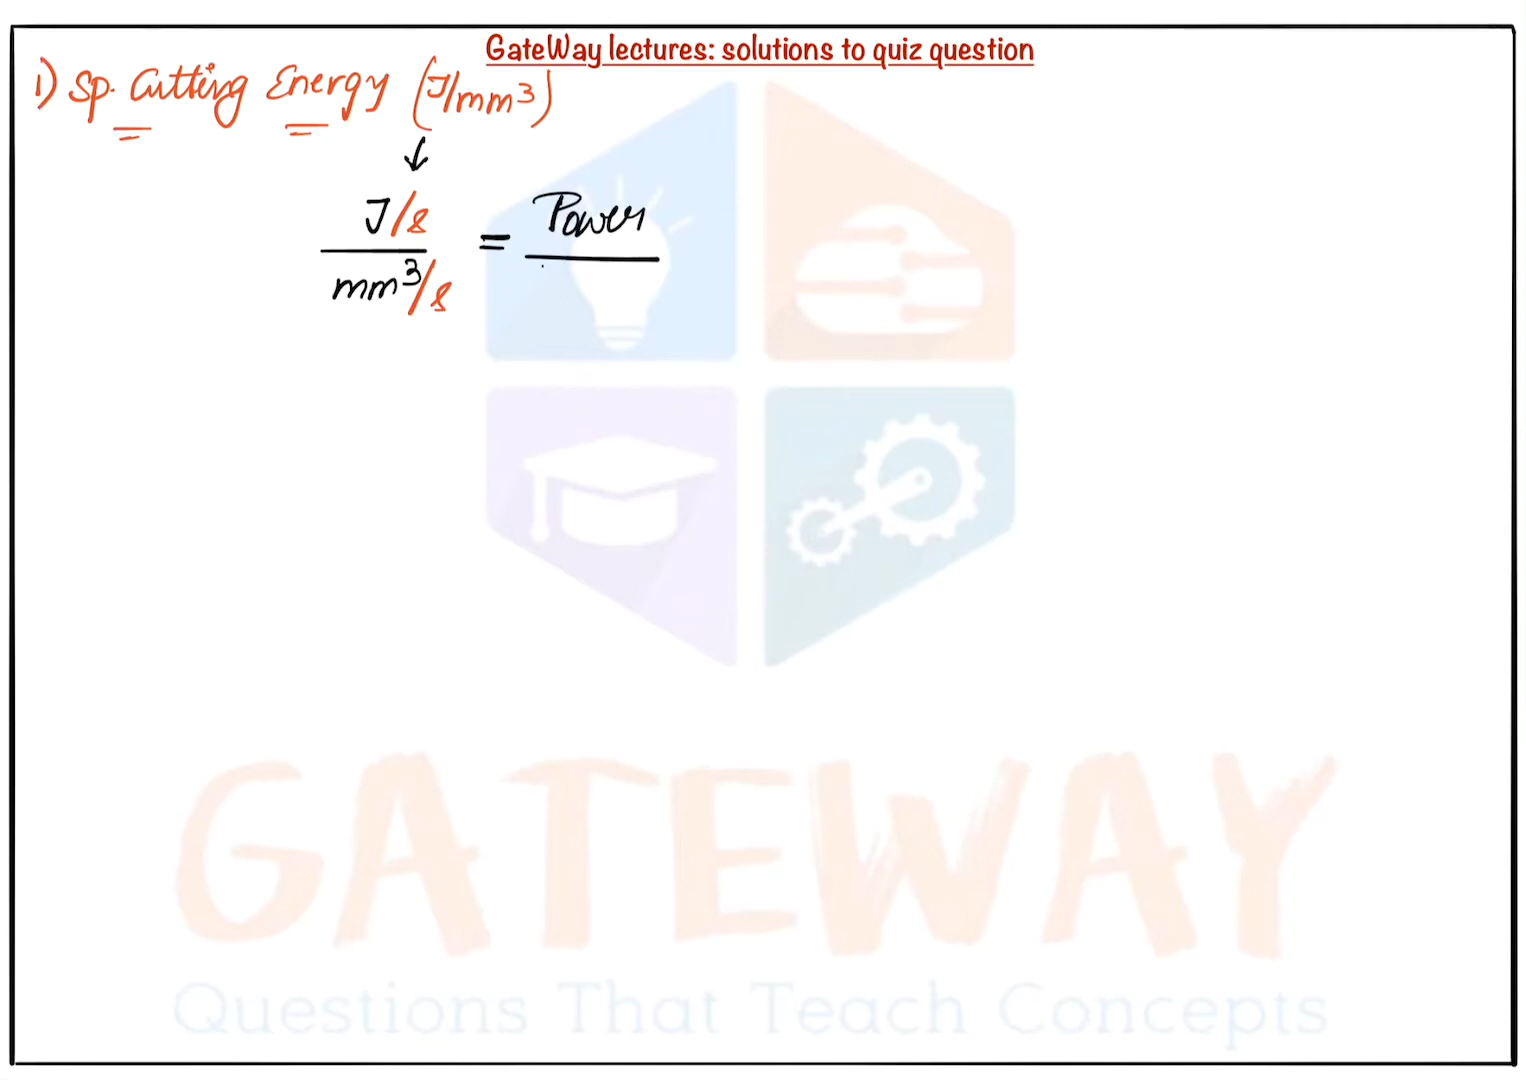 GateWay lectures: solutions to quiz question
1) Sp. Cutting Energy (J/mm³)
↓
J/s
mm³/s
=
Power
GATEWAY
Questions That Teach Concepts